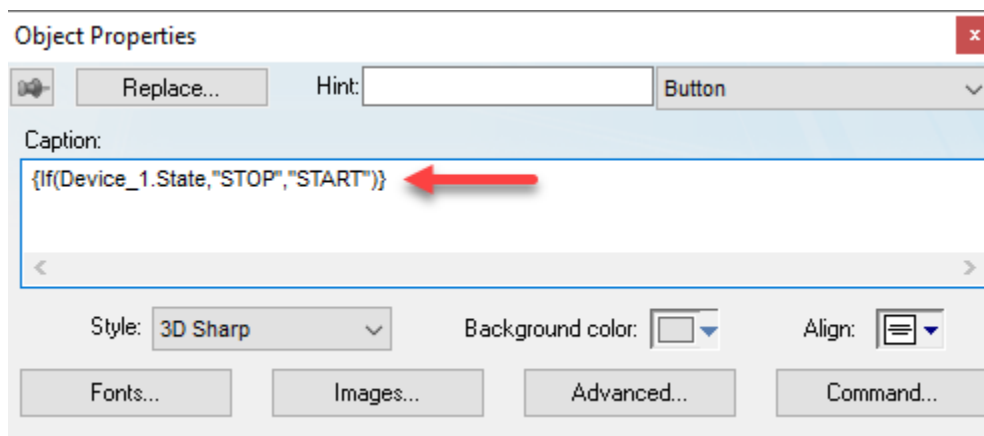 Object Properties x
Replace... Hint: Button
Caption:
{If(Device_1.State,"STOP","START")}
Style: 3D Sharp Background color: Align:
Fonts... Images... Advanced... Command...